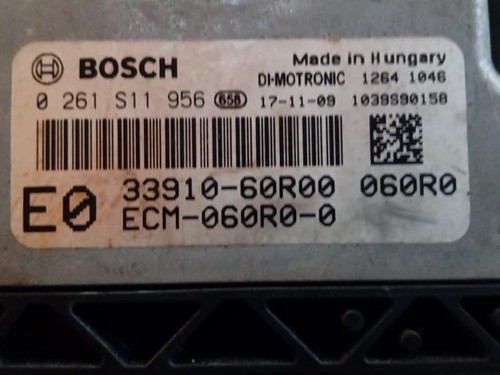 BOSCH
Made in Hungary
DI-MOTRONIC 1264 1046
0 261 S11 956 658 17-11-09 1039S90158
E0 33910-60R00 060R0
ECM-060R0-0